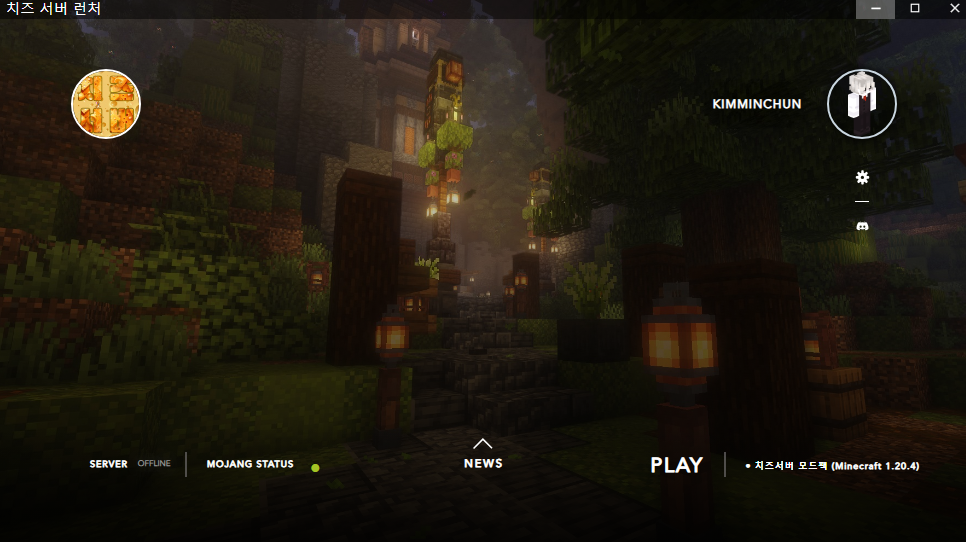 치즈 서버 런처
KIMMINCHUN
SERVER OFFLINE
MOJANG STATUS
NEWS
PLAY
• 치즈서버 모드팩 (Minecraft 1.20.4)